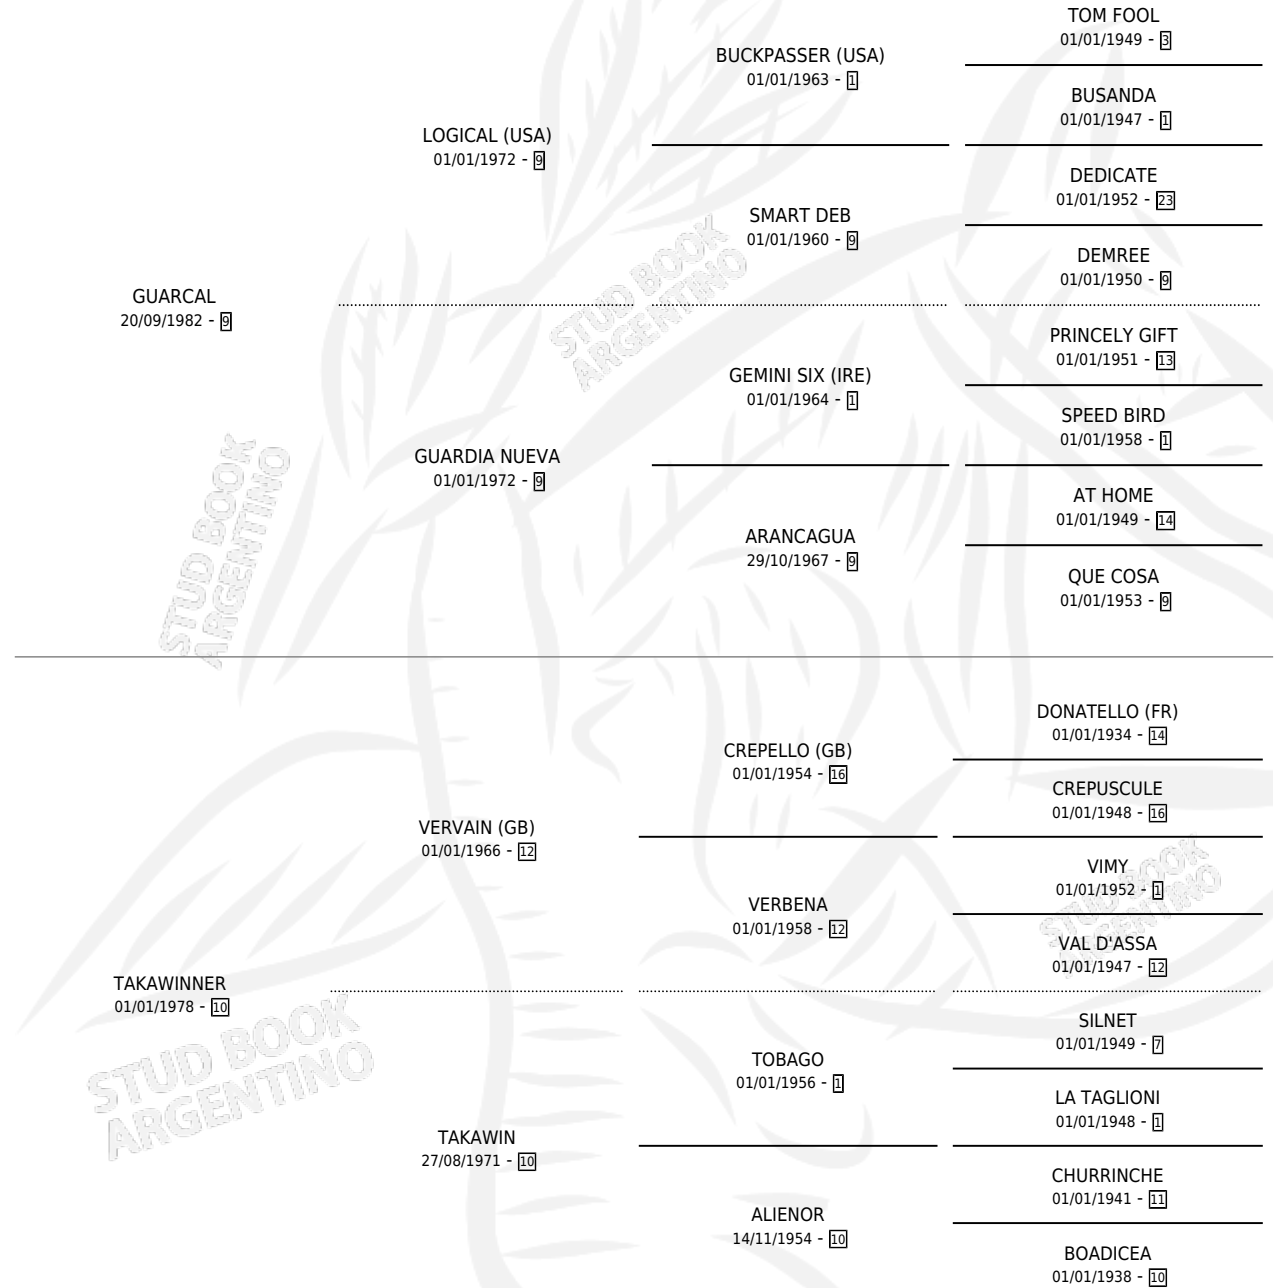 TOM FOOL
01/01/1949 - 3
BUCKPASSER (USA)
01/01/1963 - 1
BUSANDA
01/01/1947 - 1
LOGICAL (USA)
01/01/1972 - 9
DEDICATE
01/01/1952 - 23
SMART DEB
01/01/1960 - 9
DEMREE
01/01/1950 - 9
GUARCAL
20/09/1982 - 9
STUD BOOK
ARGENTINO
PRINCELY GIFT
01/01/1951 - 13
GEMINI SIX (IRE)
01/01/1964 - 1
SPEED BIRD
01/01/1958 - 1
GUARDIA NUEVA
01/01/1972 - 9
AT HOME
01/01/1949 - 14
ARANCAGUA
29/10/1967 - 9
QUE COSA
01/01/1953 - 9
STUD BOOK
ARGENTINO
DONATELLO (FR)
01/01/1934 - 14
CREPELLO (GB)
01/01/1954 - 16
CREPUSCULE
01/01/1948 - 16
VERVAIN (GB)
01/01/1966 - 12
VIMY
01/01/1952 - 1
VERBENA
01/01/1958 - 12
VAL D'ASSA
01/01/1947 - 12
STUD BOOK
ARGENTINO
TAKAWINNER
01/01/1978 - 10
SILNET
01/01/1949 - 7
TOBAGO
01/01/1956 - 1
LA TAGLIONI
01/01/1948 - 1
STUD BOOK
ARGENTINO
TAKAWIN
27/08/1971 - 10
CHURRINCHE
01/01/1941 - 11
ALIENOR
14/11/1954 - 10
BOADICEA
01/01/1938 - 10